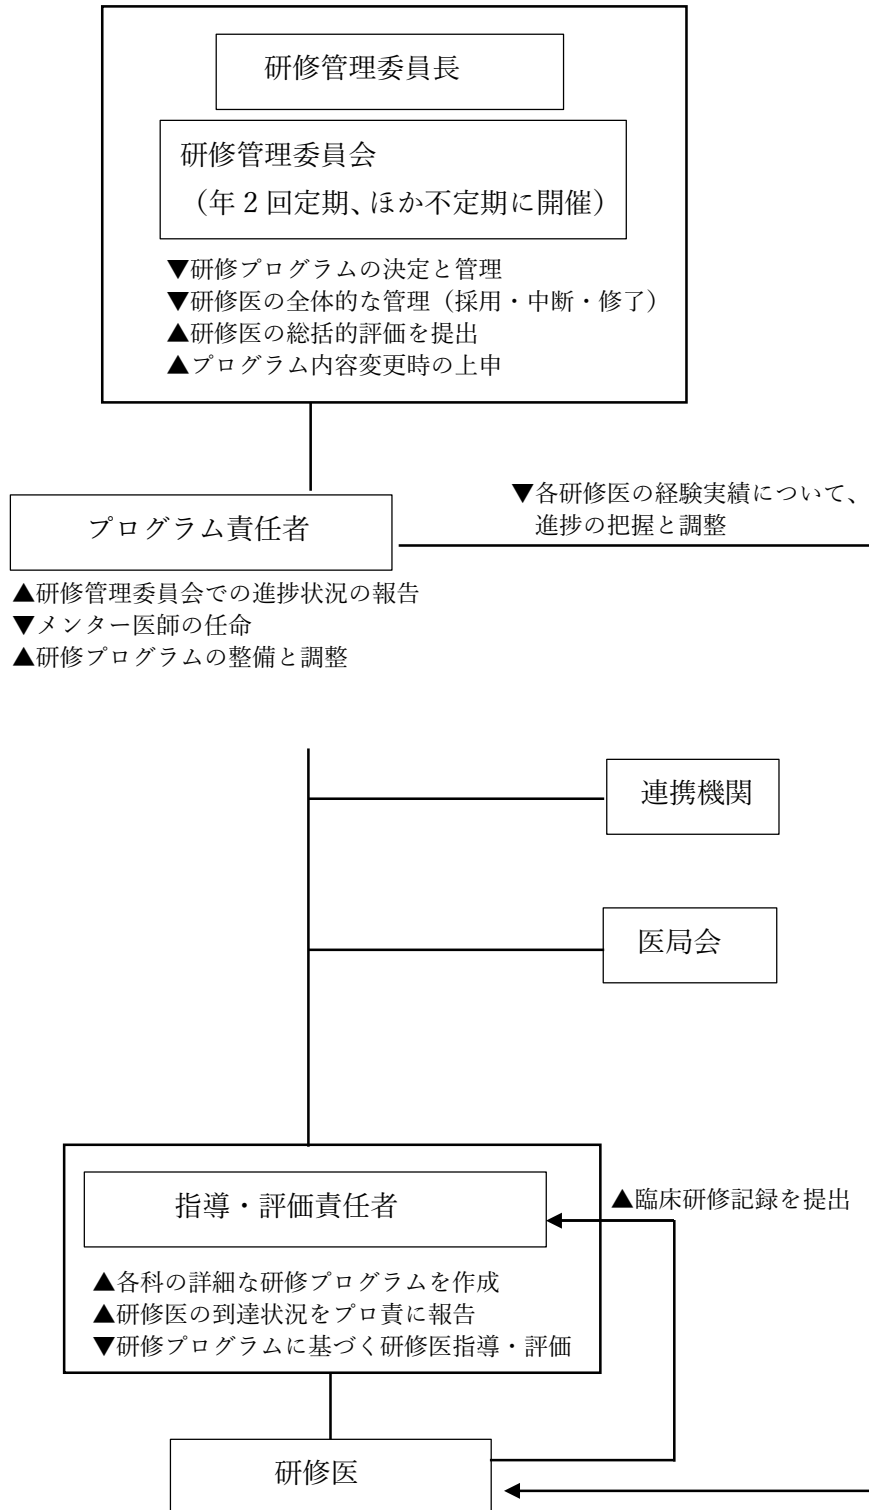 研修管理委員長
研修管理委員会
（年 2 回定期、ほか不定期に開催）
▼研修プログラムの決定と管理
▼研修医の全体的な管理（採用・中断・修了）
▲研修医の総括的評価を提出
▲プログラム内容変更時の上申
プログラム責任者
▼各研修医の経験実績について、
進捗の把握と調整
▲研修管理委員会での進捗状況の報告
▼メンター医師の任命
▲研修プログラムの整備と調整
連携機関
医局会
指導・評価責任者
▲臨床研修記録を提出
▲各科の詳細な研修プログラムを作成
▲研修医の到達状況をプロ責に報告
▼研修プログラムに基づく研修医指導・評価
研修医